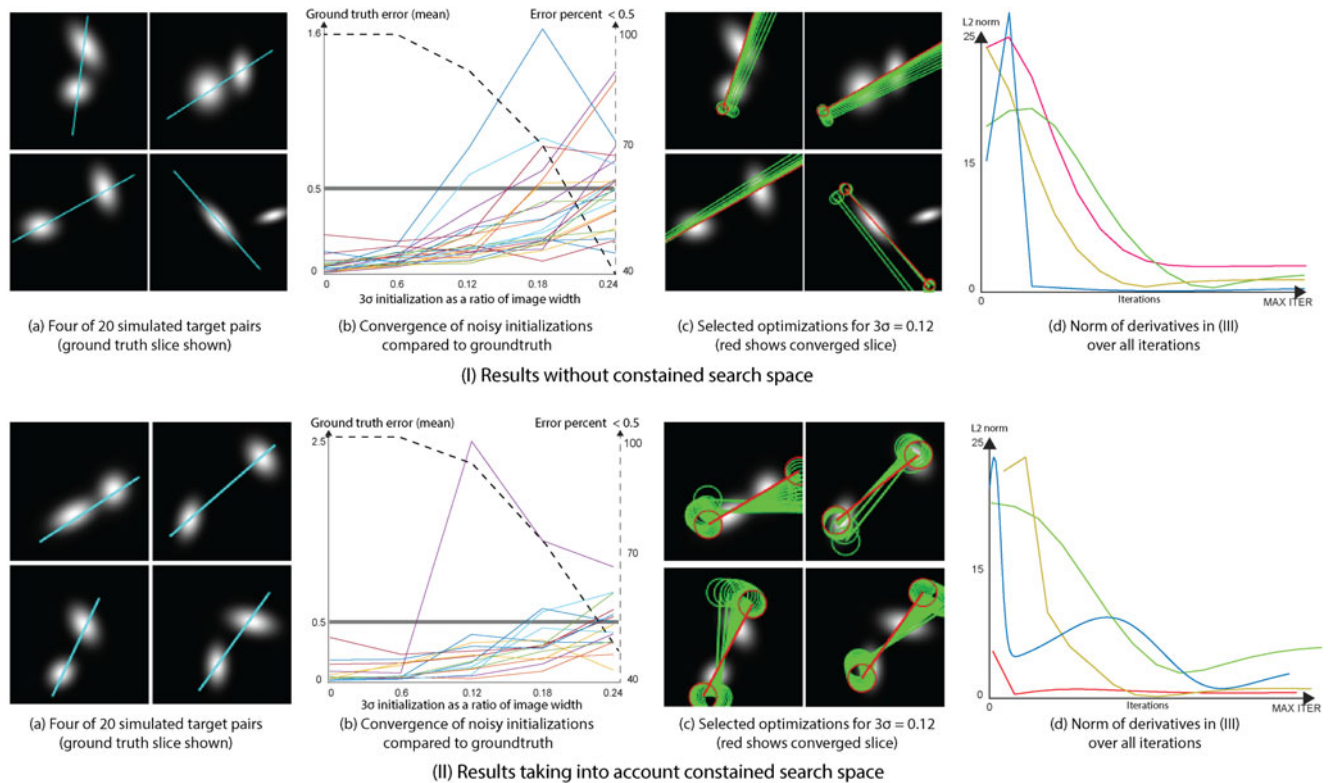 Ground truth error (mean)
Error percent < 0.5
1.6
100
70
0.5
0
40
0
0.6
0.12
0.18
0.24
3σ initialization as a ratio of image width
L2 norm
25
15
0
0
Iterations
MAX ITER
(a) Four of 20 simulated target pairs
(ground truth slice shown)
(b) Convergence of noisy initializations
compared to groundtruth
(c) Selected optimizations for 3σ = 0.12
(red shows converged slice)
(d) Norm of derivatives in (III)
over all iterations
(I) Results without constained search space
Ground truth error (mean)
Error percent < 0.5
2.5
100
70
0.5
0
40
0
0.6
0.12
0.18
0.24
3σ initialization as a ratio of image width
L2 norm
25
15
0
0
Iterations
MAX ITER
(a) Four of 20 simulated target pairs
(ground truth slice shown)
(b) Convergence of noisy initializations
compared to groundtruth
(c) Selected optimizations for 3σ = 0.12
(red shows converged slice)
(d) Norm of derivatives in (III)
over all iterations
(II) Results taking into account constained search space